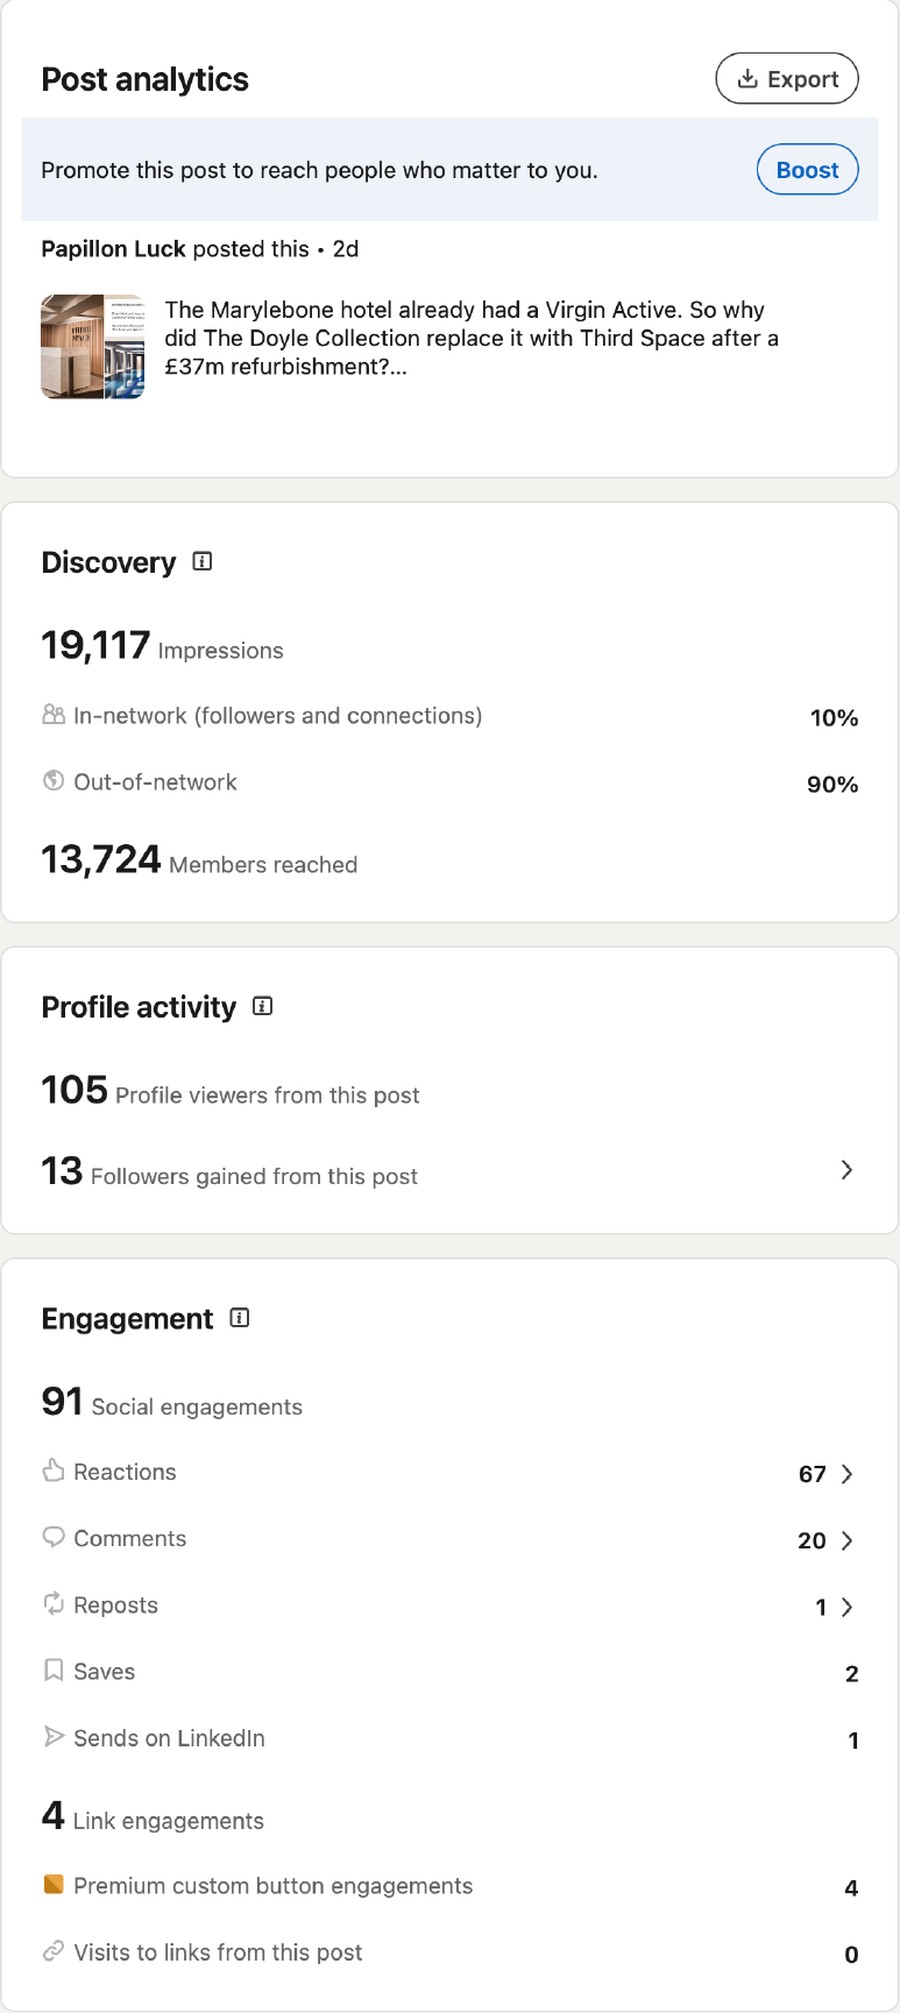 Post analytics
Export
Promote this post to reach people who matter to you.
Boost
Papillon Luck posted this • 2d
The Marylebone hotel already had a Virgin Active. So why
did The Doyle Collection replace it with Third Space after a
£37m refurbishment?...
THIRD
SPACE
Discovery
19,117 Impressions
In-network (followers and connections) 10%
Out-of-network 90%
13,724 Members reached
Profile activity
105 Profile viewers from this post
13 Followers gained from this post
Engagement
91 Social engagements
Reactions 67
Comments 20
Reposts 1
Saves 2
Sends on LinkedIn 1
4 Link engagements
Premium custom button engagements 4
Visits to links from this post 0